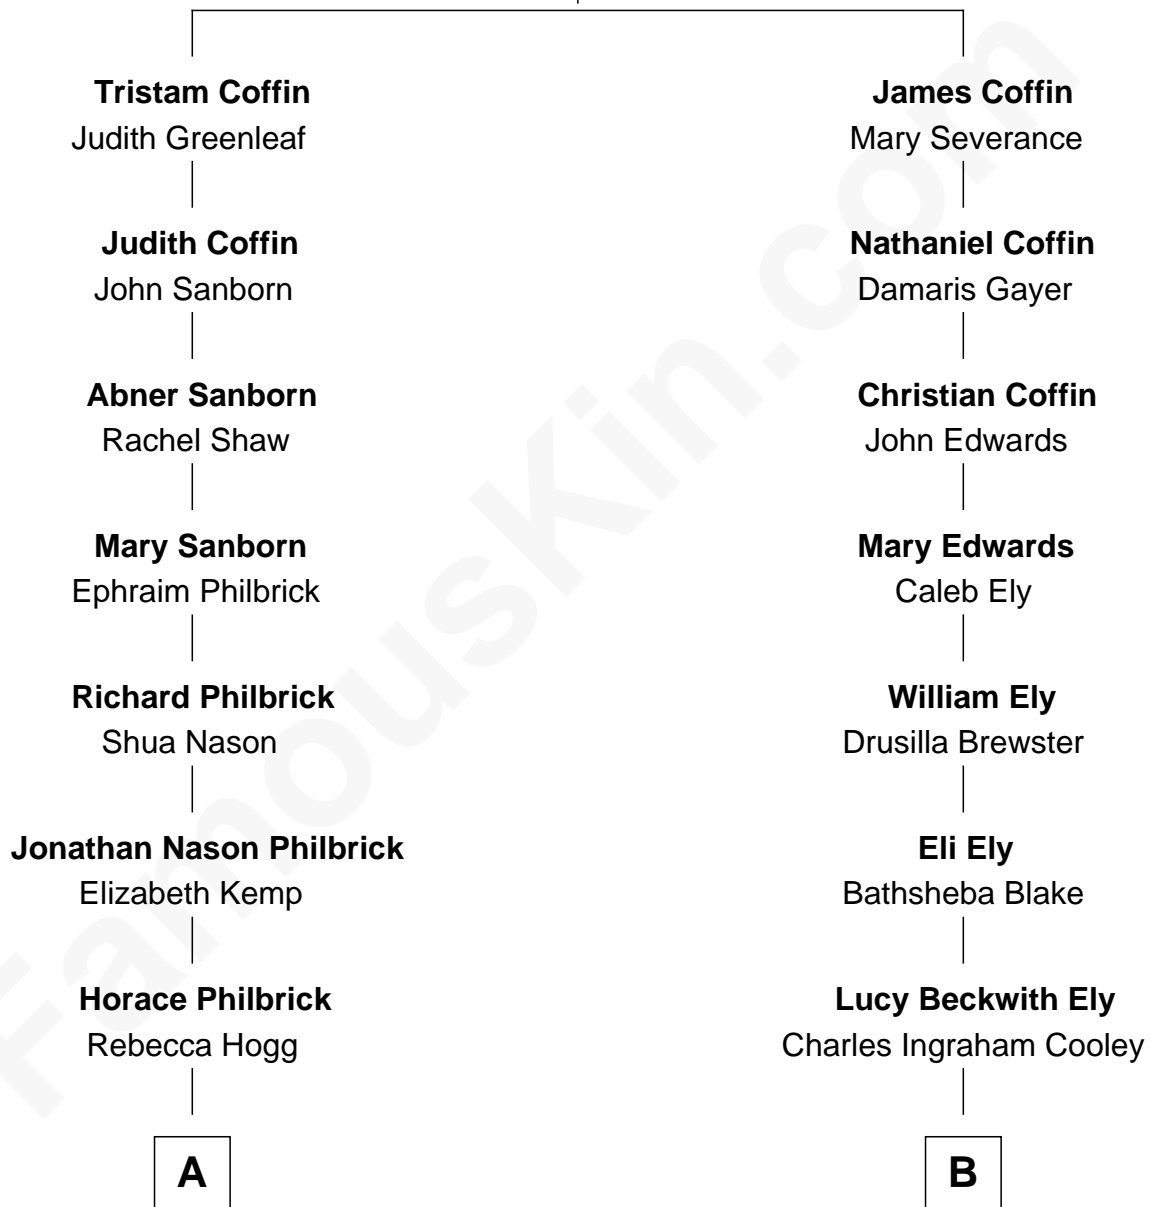 Tristam Coffin
Judith Greenleaf
Judith Coffin
John Sanborn
Abner Sanborn
Rachel Shaw
Mary Sanborn
Ephraim Philbrick
Richard Philbrick
Shua Nason
Jonathan Nason Philbrick
Elizabeth Kemp
Horace Philbrick
Rebecca Hogg
A
James Coffin
Mary Severance
Nathaniel Coffin
Damaris Gayer
Christian Coffin
John Edwards
Mary Edwards
Caleb Ely
William Ely
Drusilla Brewster
Eli Ely
Bathsheba Blake
Lucy Beckwith Ely
Charles Ingraham Cooley
B
FamousKin.com